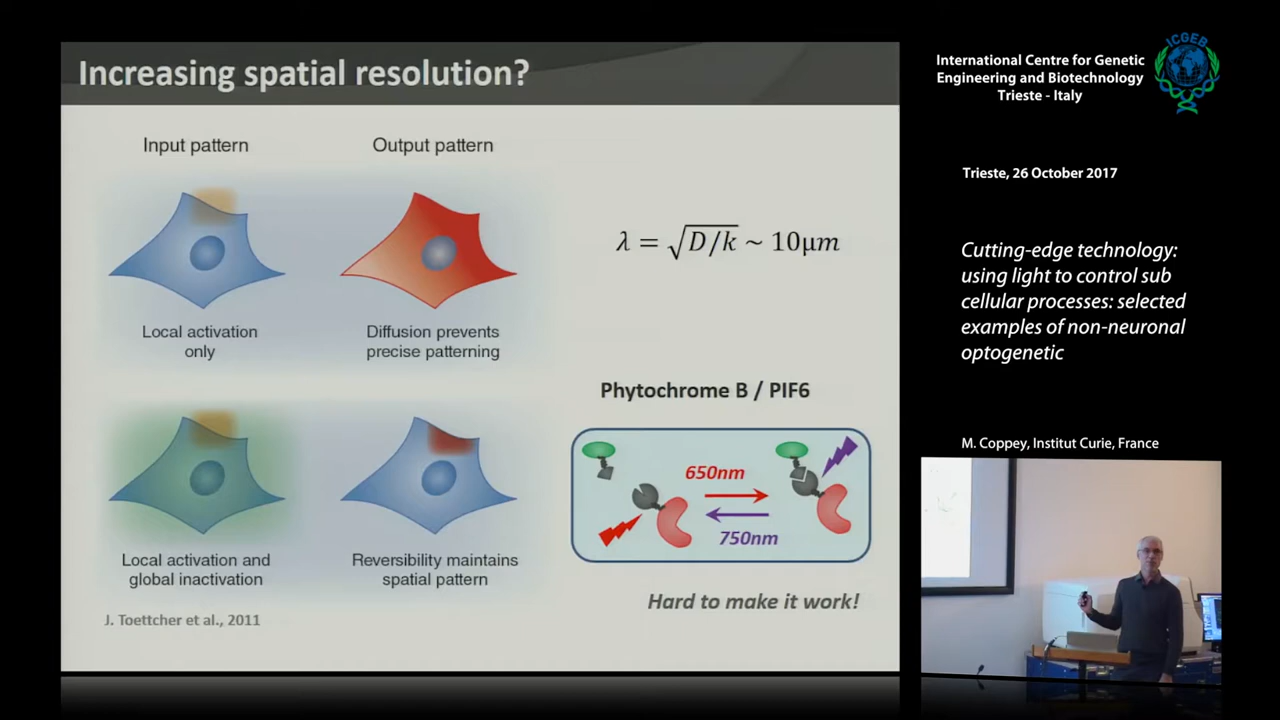 Increasing spatial resolution?
Input pattern
Output pattern
Local activation
only
Diffusion prevents
precise patterning
λ = √D/k ~ 10μm
Phytochrome B / PIF6
650nm
750nm
Local activation and
global inactivation
Reversibility maintains
spatial pattern
Hard to make it work!
J. Toettcher et al., 2011
International Centre for Genetic
Engineering and Biotechnology
Trieste - Italy
ICGEB
Trieste, 26 October 2017
Cutting-edge technology:
using light to control sub
cellular processes: selected
examples of non-neuronal
optogenetic
M. Coppey, Institut Curie, France